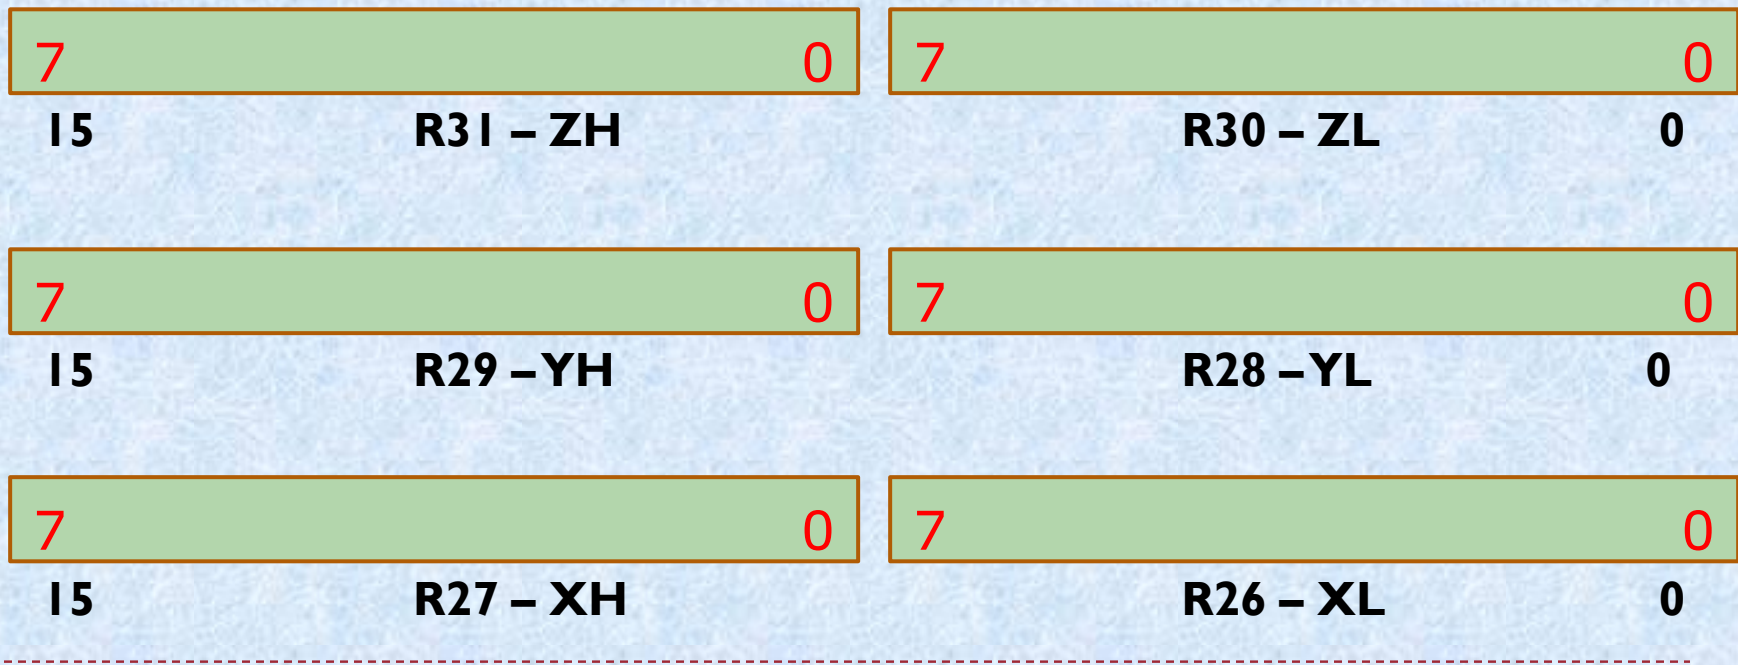 7 0 7 0
15 R31 – ZH R30 – ZL 0
7 0 7 0
15 R29 – YH R28 – YL 0
7 0 7 0
15 R27 – XH R26 – XL 0